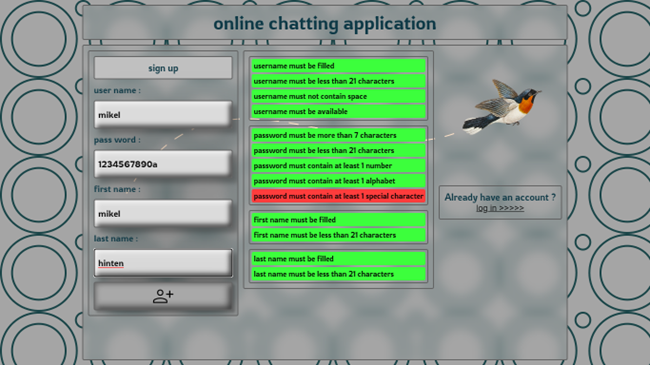 online chatting application
sign up
user name :
mikel
pass word :
1234567890a
first name :
mikel
last name :
hinten
username must be filled
username must be less than 21 characters
username must not contain space
username must be available
password must be more than 7 characters
password must be less than 21 characters
password must contain at least 1 number
password must contain at least 1 alphabet
password must contain at least 1 special character
first name must be filled
first name must be less than 21 characters
last name must be filled
last name must be less than 21 characters
Already have an account ?
log in >>>>>